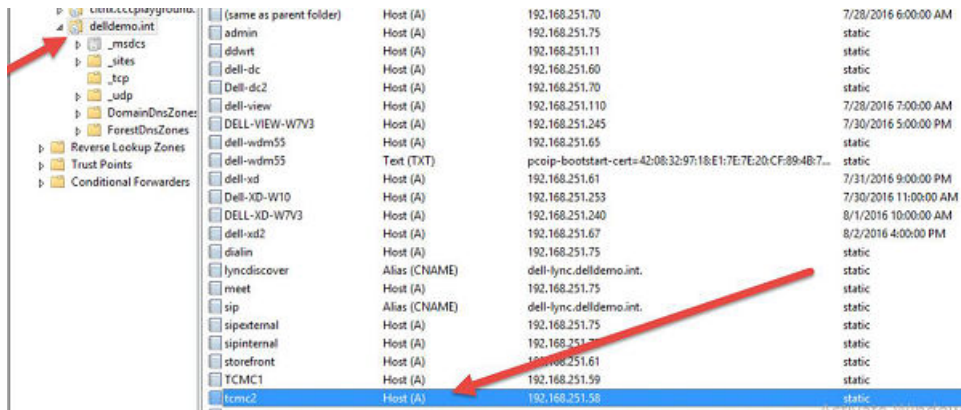 delldemo.int
_msdcs
_sites
_tcp
_udp
DomainDnsZones
ForestDnsZones
Reverse Lookup Zones
Trust Points
Conditional Forwarders
(same as parent folder) Host (A) 192.168.251.70 7/28/2016 6:00:00 AM
admin Host (A) 192.168.251.75 static
ddwrt Host (A) 192.168.251.11 static
dell-dc Host (A) 192.168.251.60 static
Dell-dc2 Host (A) 192.168.251.70 static
dell-view Host (A) 192.168.251.110 7/28/2016 7:00:00 AM
DELL-VIEW-W7V3 Host (A) 192.168.251.245 7/30/2016 5:00:00 PM
dell-wdm55 Host (A) 192.168.251.65 static
dell-wdm55 Text (TXT) pcoip-bootstart-cert=42:08:32:97:18:E1:7E:7E:20:CF:89:4B:7... static
dell-xd Host (A) 192.168.251.61 7/31/2016 9:00:00 PM
Dell-XD-W10 Host (A) 192.168.251.253 7/30/2016 11:00:00 AM
DELL-XD-W7V3 Host (A) 192.168.251.240 8/1/2016 10:00:00 AM
dell-xd2 Host (A) 192.168.251.67 8/2/2016 4:00:00 PM
dialin Host (A) 192.168.251.75 static
lyncdiscover Alias (CNAME) dell-lync.delldemo.int. static
meet Host (A) 192.168.251.75 static
sip Alias (CNAME) dell-lync.delldemo.int. static
sipexternal Host (A) 192.168.251.75 static
sipinternal Host (A) static
storefront Host (A) static
TCMC1 Host (A) 192.168.251.59 static
tcmc2 Host (A) 192.168.251.58 static